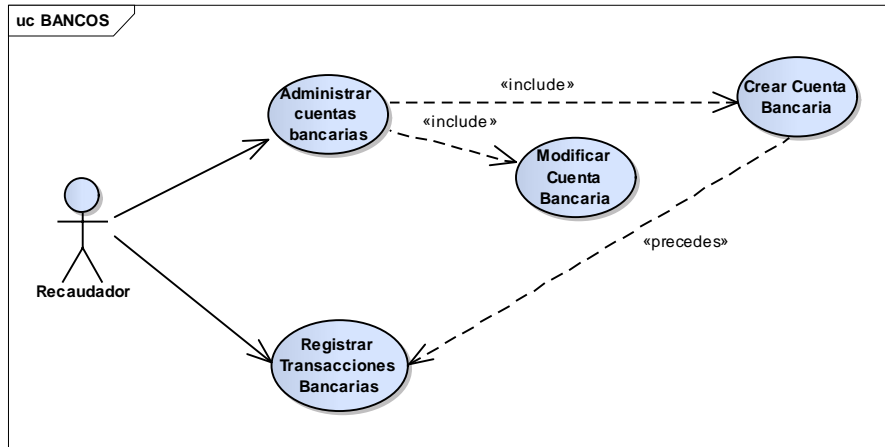 uc BANCOS
Administrar
cuentas
bancarias
«include»
Crear Cuenta
Bancaria
«include»
Modificar
Cuenta
Bancaria
«precedes»
Recaudador
Registrar
Transacciones
Bancarias